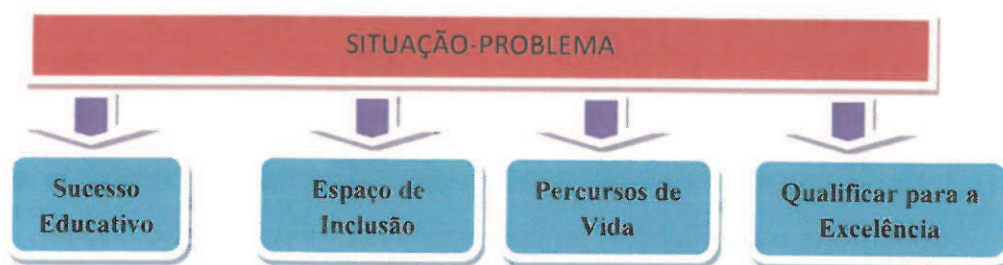 SITUAÇÃO-PROBLEMA
Sucesso
Educativo
Espaço de
Inclusão
Percursos de
Vida
Qualificar para a
Excelência